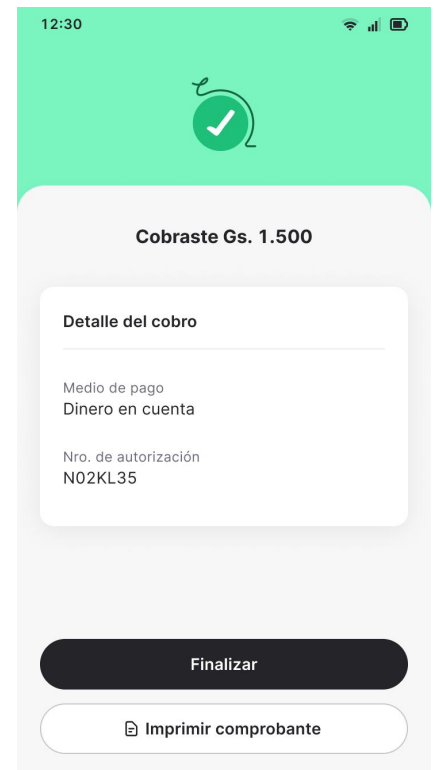 12:30
Cobraste Gs. 1.500
Detalle del cobro
Medio de pago
Dinero en cuenta
Nro. de autorización
N02KL35
Finalizar
Imprimir comprobante